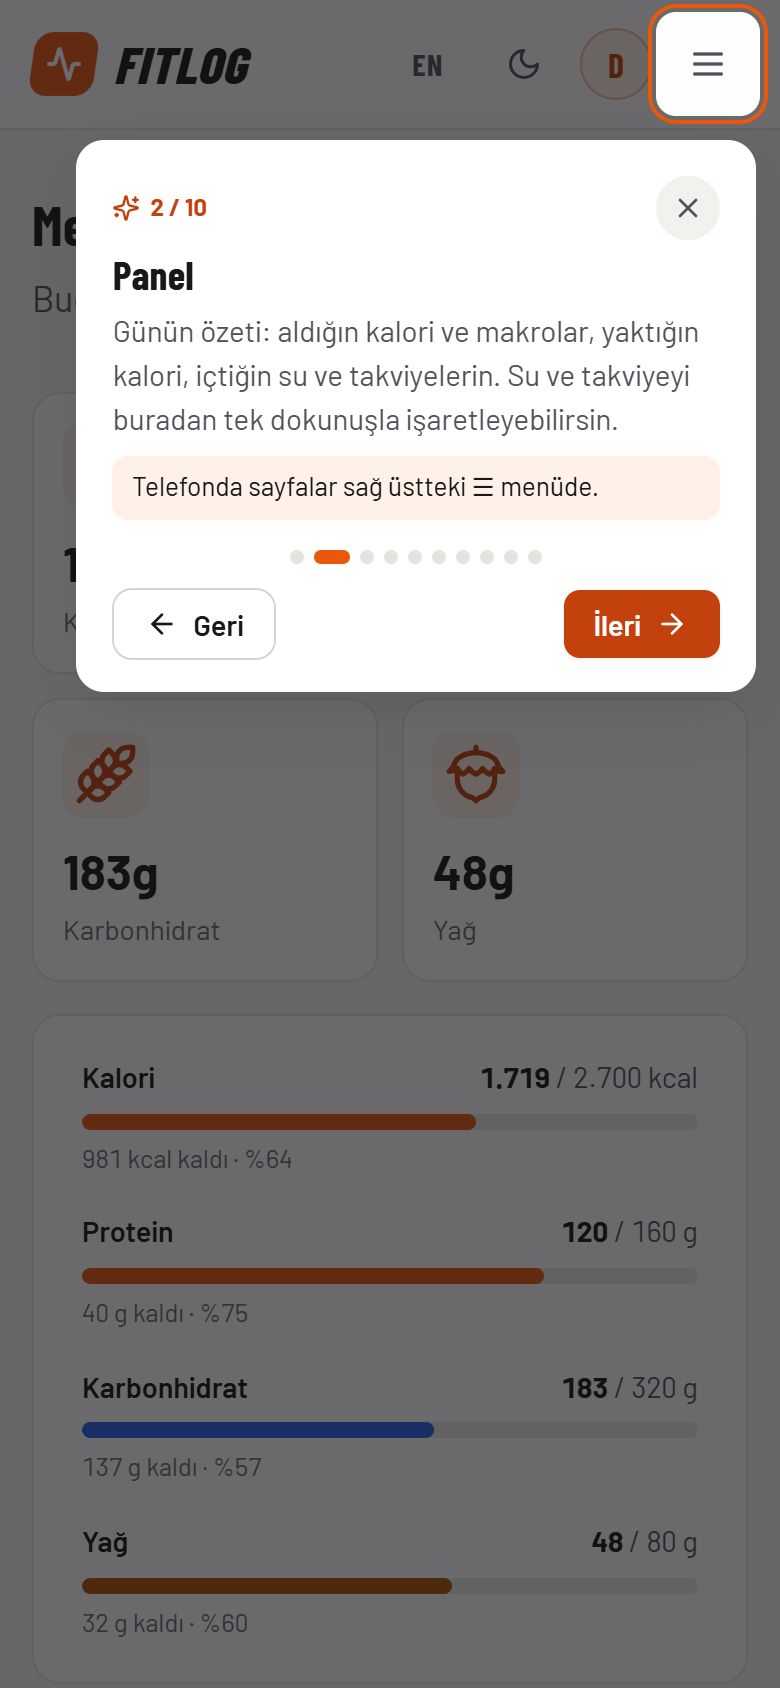 FITLOG
EN
D
2 / 10
Panel
Günün özeti: aldığın kalori ve makrolar, yaktığın
kalori, içtiğin su ve takviyelerin. Su ve takviyeyi
buradan tek dokunuşla işaretleyebilirsin.
Telefonda sayfalar sağ üstteki ☰ menüde.
Geri
İleri
183g
Karbonhidrat
48g
Yağ
Kalori
1.719 / 2.700 kcal
981 kcal kaldı · %64
Protein
120 / 160 g
40 g kaldı · %75
Karbonhidrat
183 / 320 g
137 g kaldı · %57
Yağ
48 / 80 g
32 g kaldı · %60